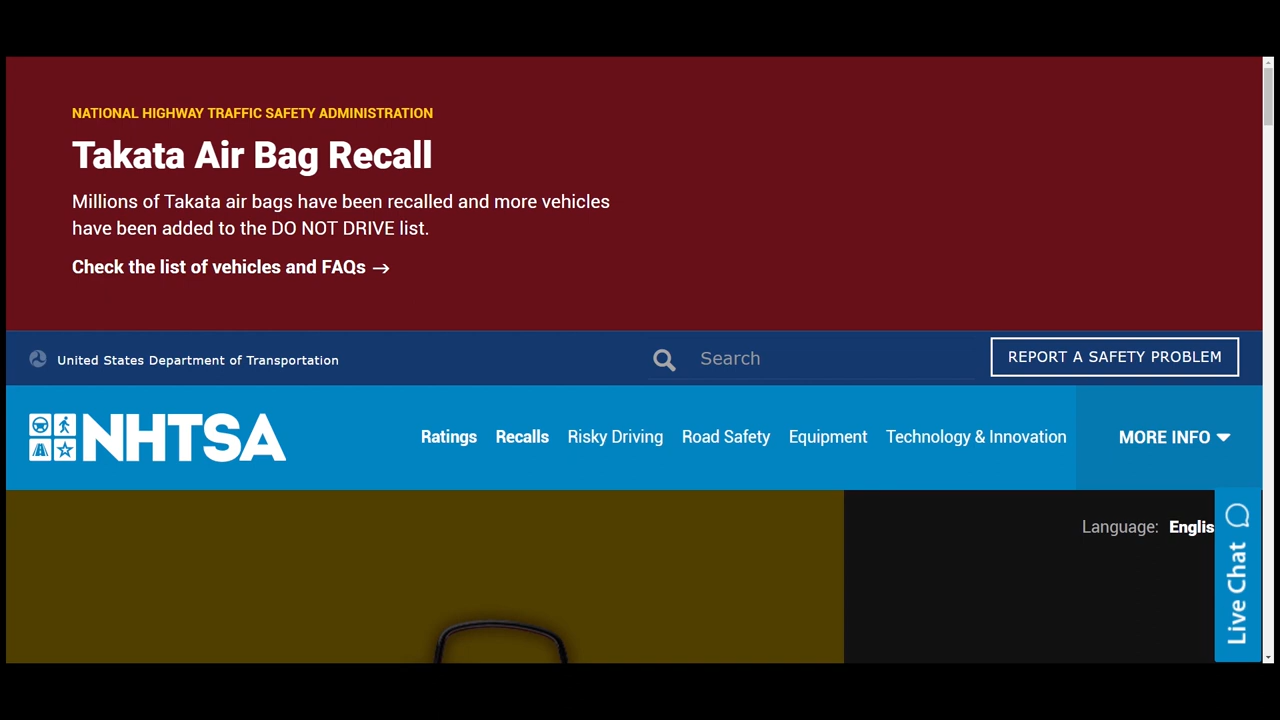 NATIONAL HIGHWAY TRAFFIC SAFETY ADMINISTRATION
Takata Air Bag Recall
Millions of Takata air bags have been recalled and more vehicles
have been added to the DO NOT DRIVE list.
Check the list of vehicles and FAQs →
United States Department of Transportation
Search
REPORT A SAFETY PROBLEM
NHTSA
Ratings Recalls Risky Driving Road Safety Equipment Technology & Innovation MORE INFO
Language: Englis
Live Chat